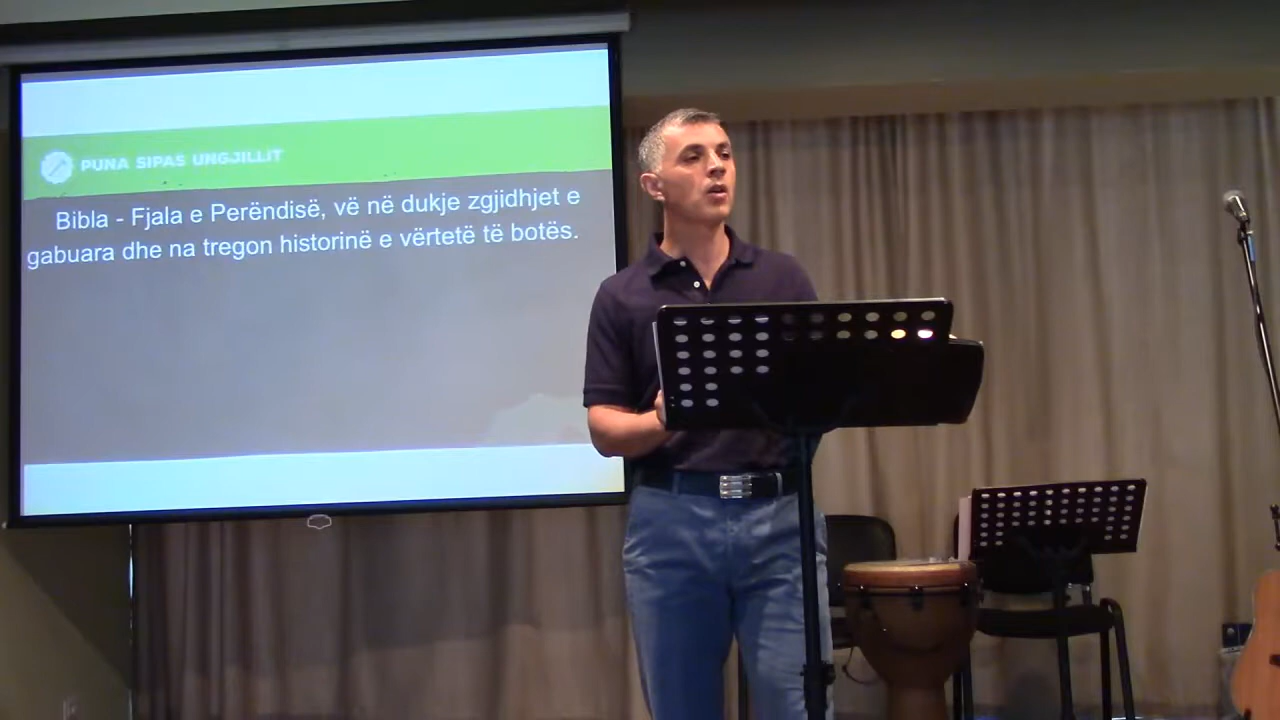 PUNA SIPAS UNGJILLIT
Bibla - Fjala e Perëndisë, vë në dukje zgjidhjet e
gabuara dhe na tregon historinë e vërtetë të botës.